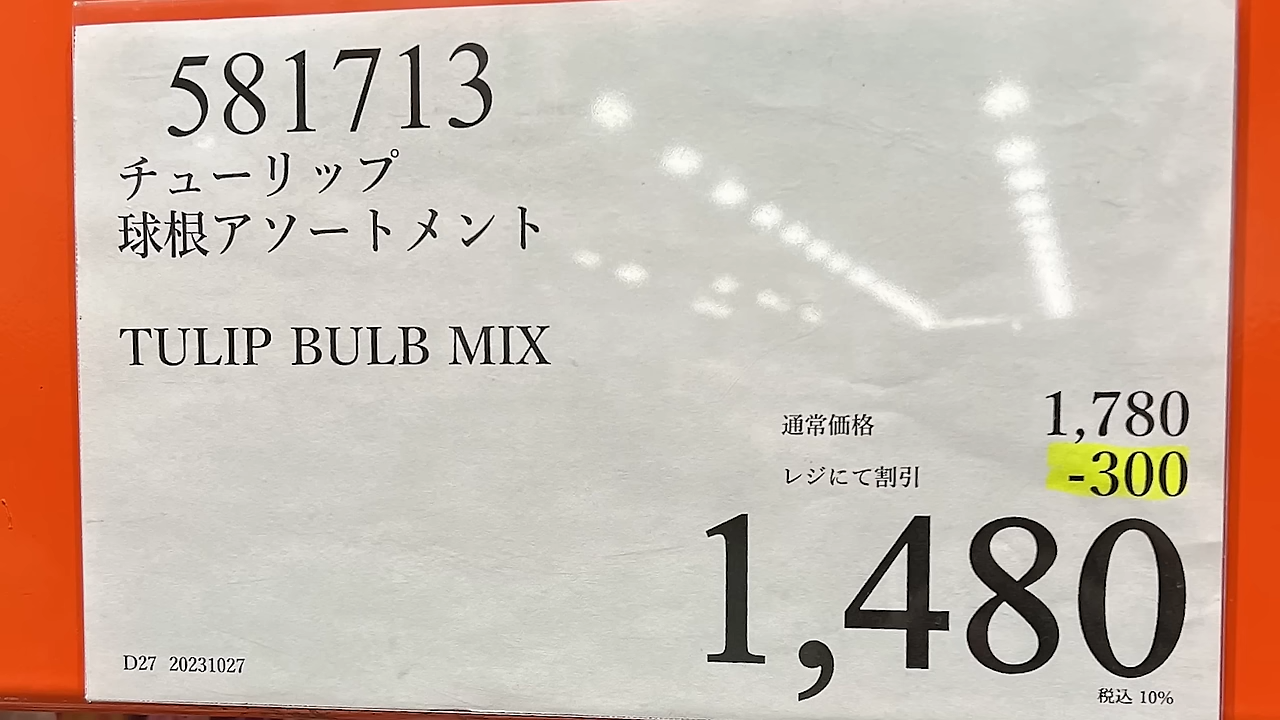 581713
チューリップ
球根アソートメント
TULIP BULB MIX
通常価格 1,780
レジにて割引 -300
1,480
税込 10%
D27 20231027